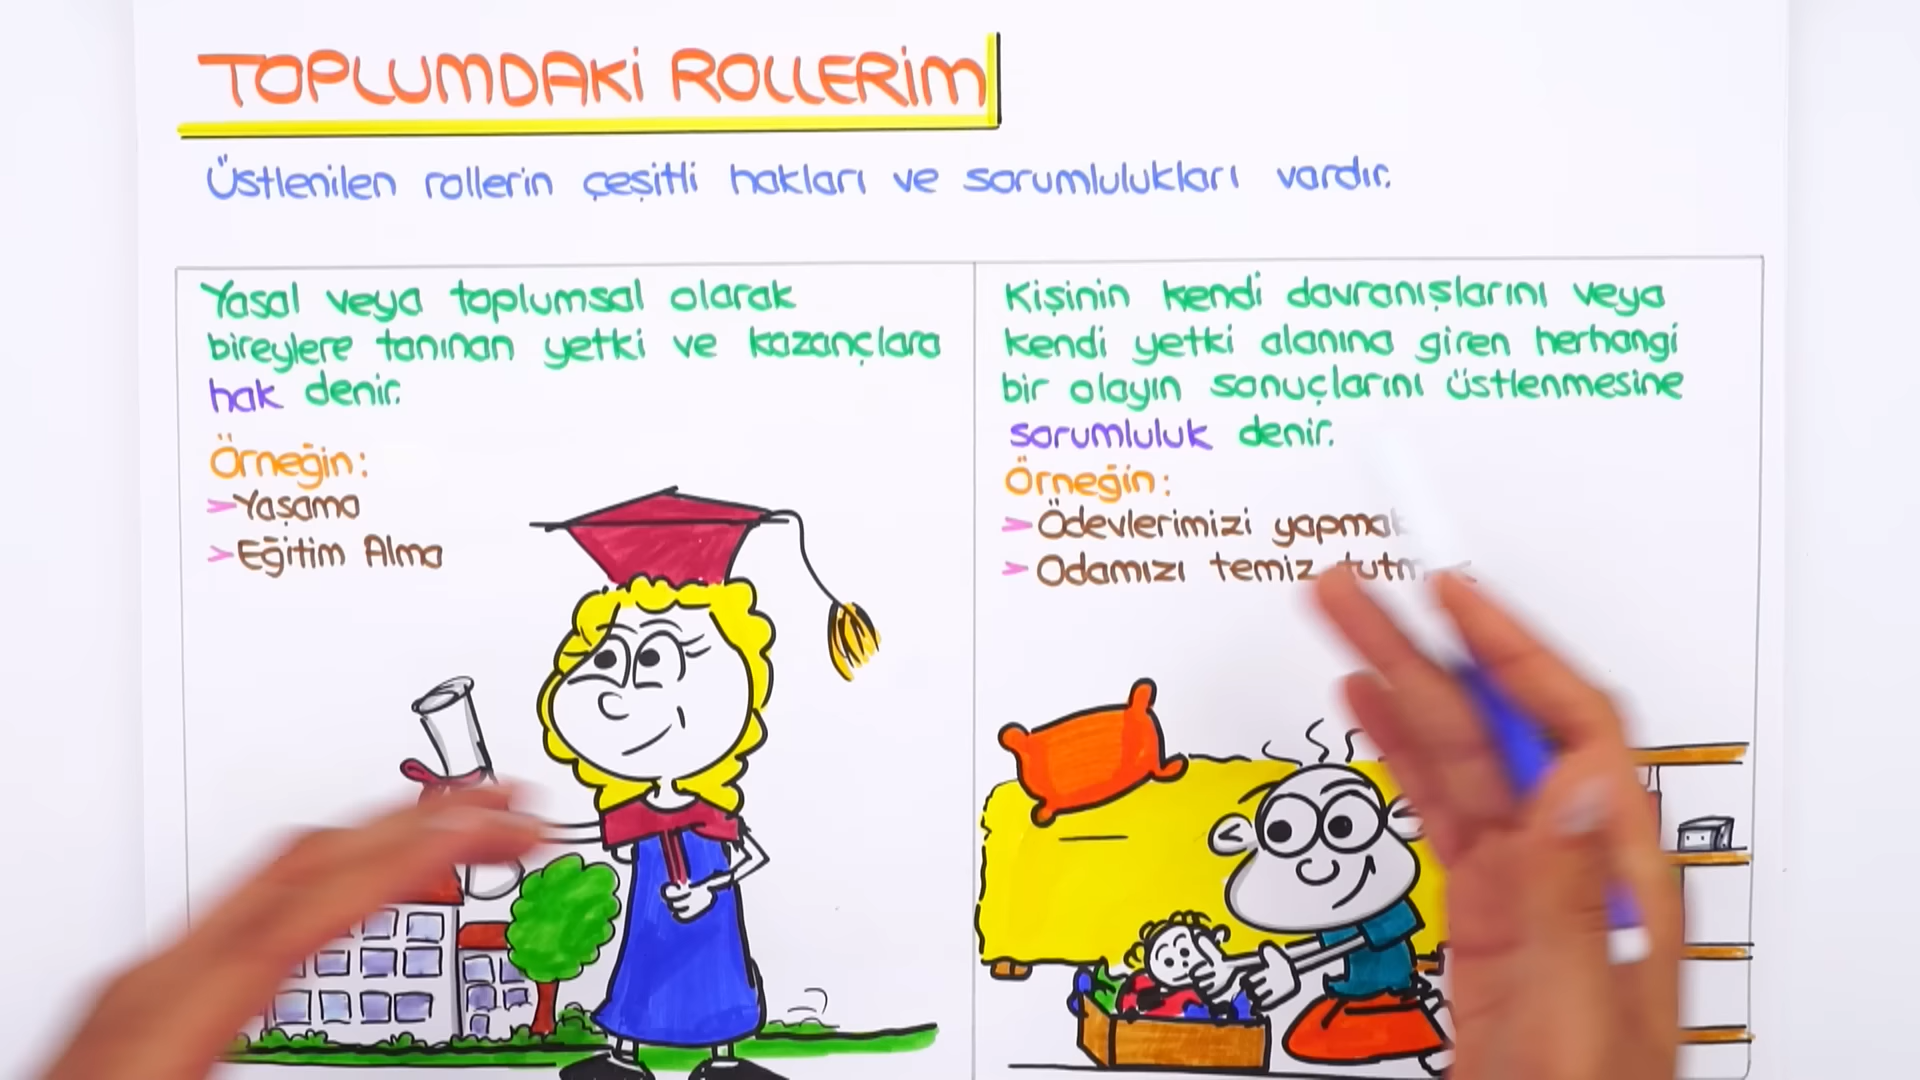 TOPLUMDAKİ ROLLERİM
Üstlenilen rollerin çeşitli hakları ve sorumlulukları vardır.
Yasal veya toplumsal olarak
bireylere tanınan yetki ve kazançlara
hak denir.
Örneğin:
➢Yaşama
➢Eğitim Alma
Kişinin kendi davranışlarını veya
kendi yetki alanına giren herhangi
bir olayın sonuçlarını üstlenmesine
sorumluluk denir.
Örneğin:
➢Ödevlerimizi
➢Odamızı temiz